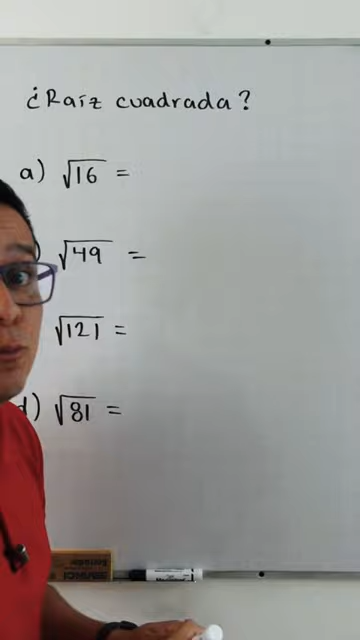 ¿Raíz cuadrada?
a) √16 =
) √49 =
√121 =
d) √81 =